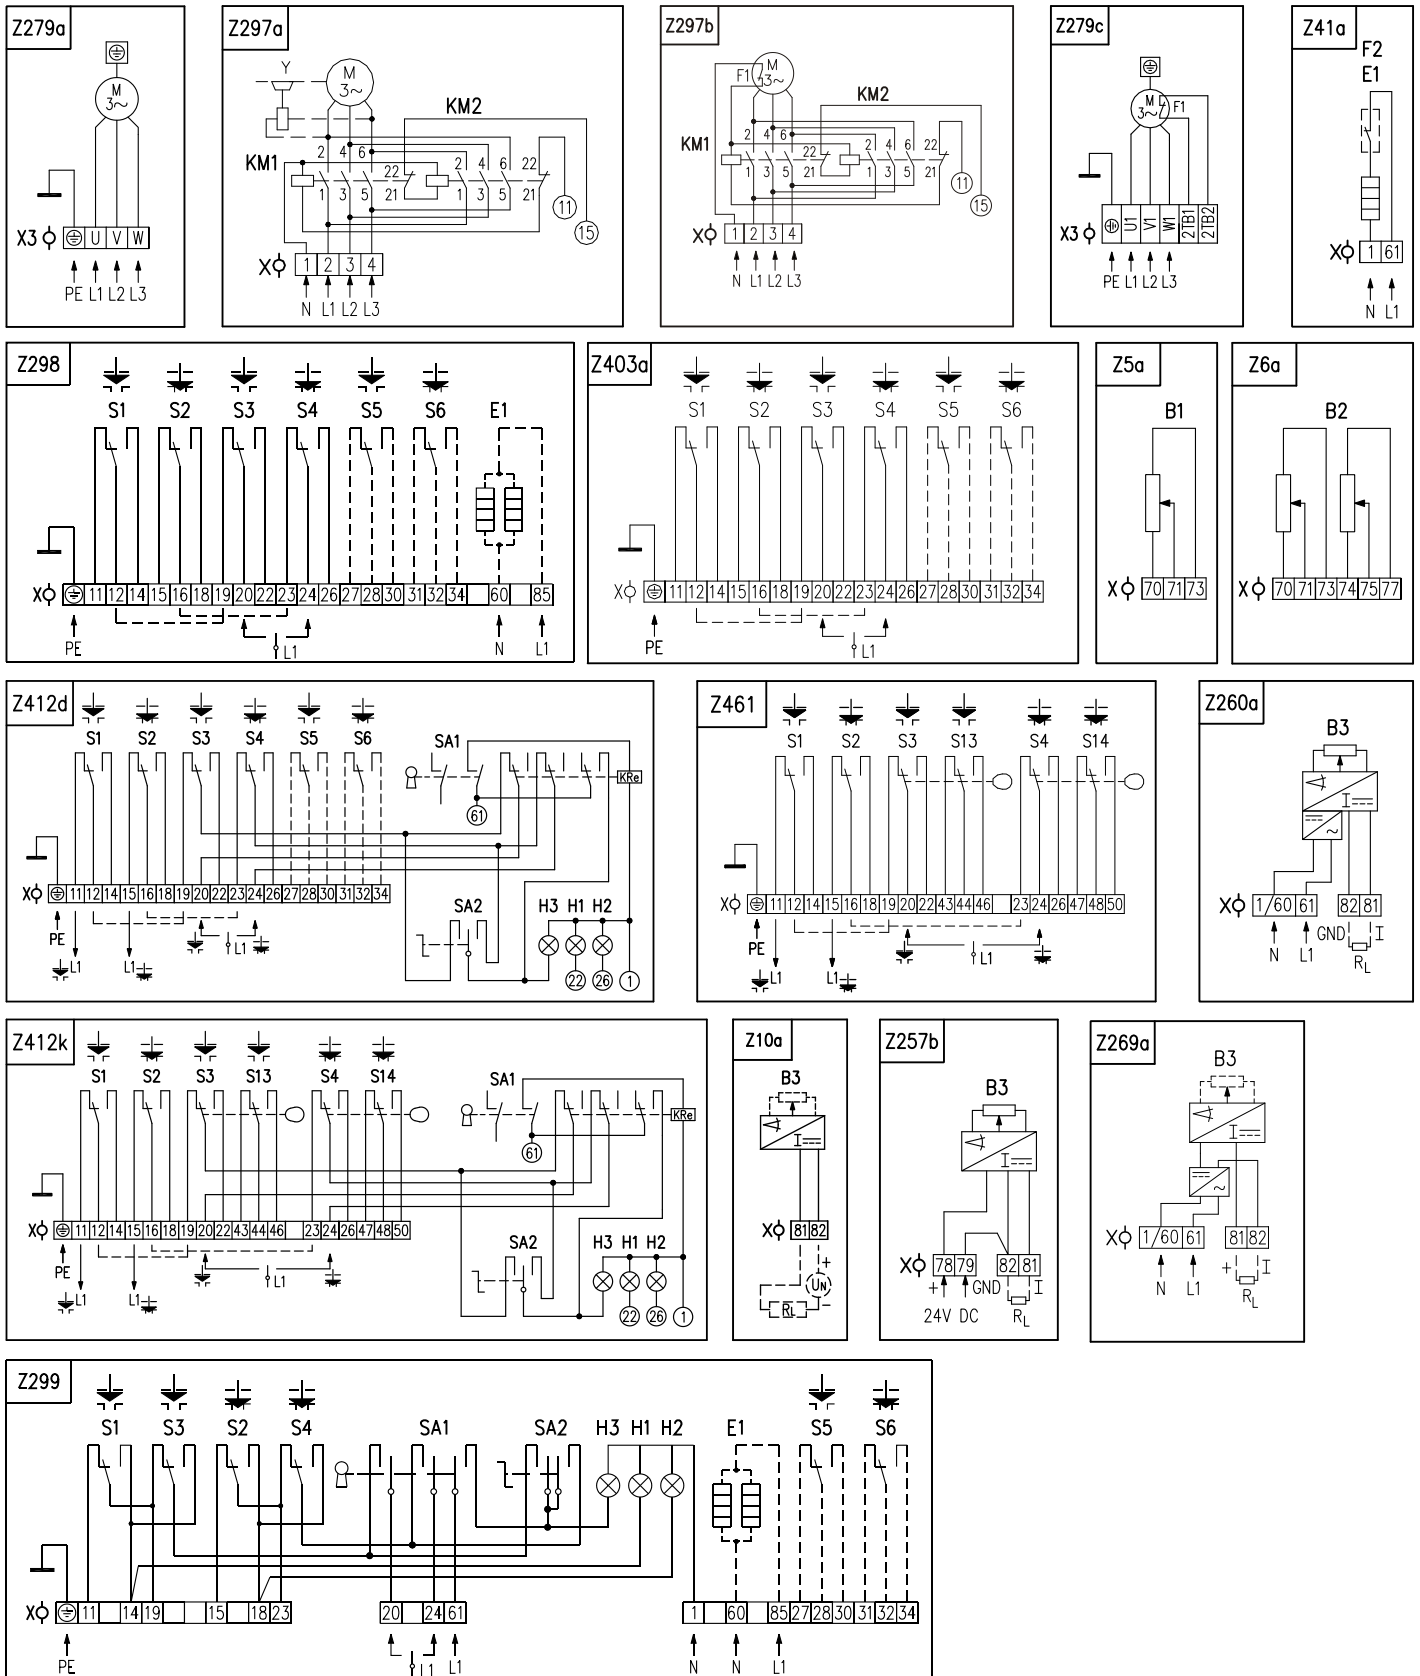 Z279a
M
3~
X3 U V W
PE L1 L2 L3
Z297a
Y
M
3~
KM2
KM1
2 4 6 22 2 4 6 22
1 3 5 21 1 3 5 21
11
15
X 1 2 3 4
N L1 L2 L3
Z297b
F1 M
3~
KM2
KM1
2 4 6 22 2 4 6 22
1 3 5 21 1 3 5 21
11
15
X 1 2 3 4
N L1 L2 L3
Z279c
M
3~ F1
X3 U1 V1 W1 2TB1 2TB2
PE L1 L2 L3
Z41a
F2
E1
X 1 61
N L1
Z298
S1 S2 S3 S4 S5 S6 E1
X 11 12 14 15 16 18 19 20 22 23 24 26 27 28 30 31 32 34 60 85
PE L1 N L1
Z403a
S1 S2 S3 S4 S5 S6
X 11 12 14 15 16 18 19 20 22 23 24 26 27 28 30 31 32 34
PE L1
Z5a
B1
X 70 71 73
Z6a
B2
X 70 71 73 74 75 77
Z412d
S1 S2 S3 S4 S5 S6 SA1
KRe
61
X 11 12 14 15 16 18 19 20 22 23 24 26 27 28 30 31 32 34
SA2 H3 H1 H2
PE L1 L1 L1
22 26 1
Z461
S1 S2 S3 S13 S4 S14
X 11 12 14 15 16 18 19 20 22 43 44 46 23 24 26 47 48 50
PE L1 L1 L1
Z260a
B3
I
~
X 1/60 61 82 81
N L1 GND I
RL
Z412k
S1 S2 S3 S13 S4 S14 SA1
KRe
61
X 11 12 14 15 16 18 19 20 22 43 44 46 23 24 26 47 48 50
SA2 H3 H1 H2
PE L1 L1 L1
22 26 1
Z10a
B3
I
X 81 82
+
UN
RL -
Z257b
B3
I
X 78 79 82 81
+ GND I
24V DC RL
Z269a
B3
I
~
X 1/60 61 81 82
N L1 + I
RL
Z299
S1 S3 S2 S4 SA1 SA2 H3 H1 H2 E1 S5 S6
X 11 14 19 15 18 23 20 24 61 1 60 85 27 28 30 31 32 34
PE L1 L1 N N L1